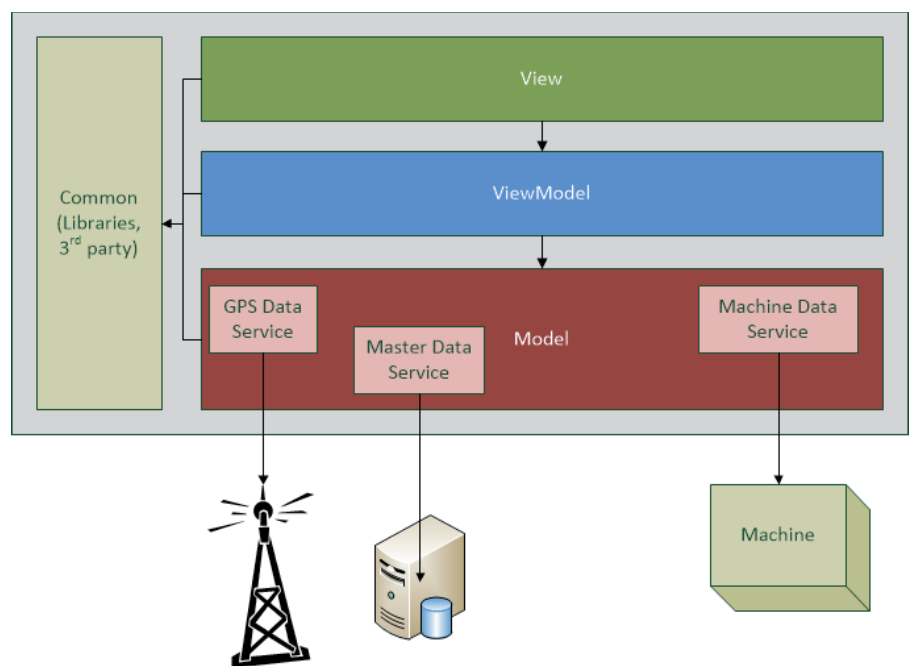 View
ViewModel
Common
(Libraries,
3rd party)
GPS Data
Service
Master Data
Service
Model
Machine Data
Service
Machine